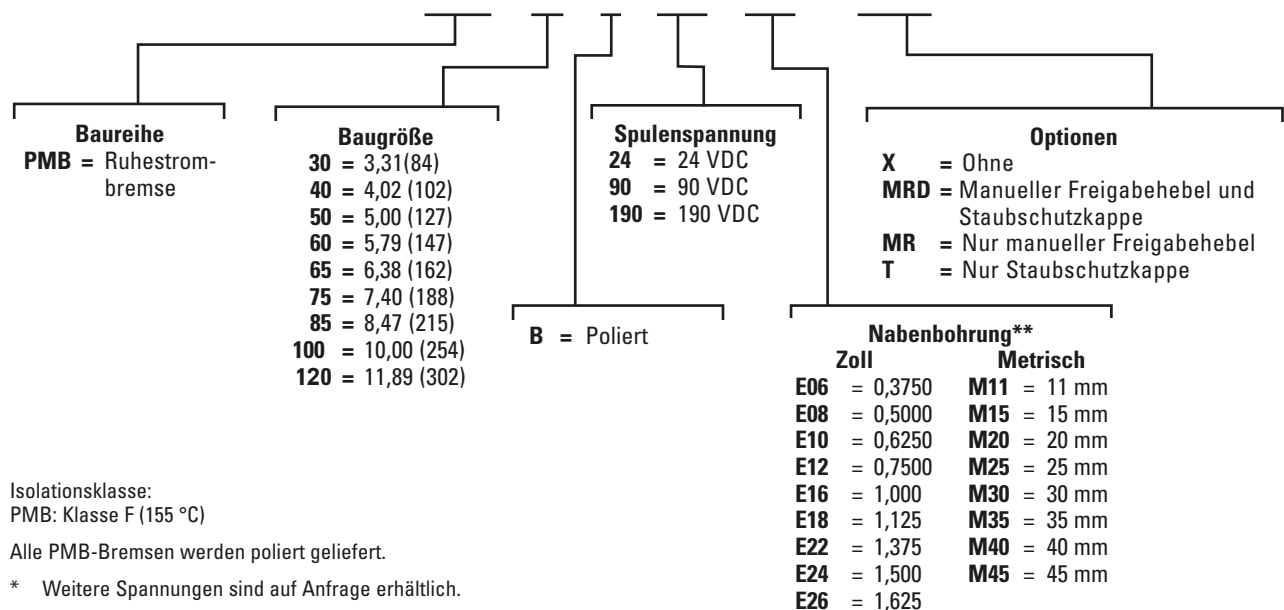 Baureihe
PMB = Ruhestrom-
bremse
Baugröße
30 = 3,31(84)
40 = 4,02 (102)
50 = 5,00 (127)
60 = 5,79 (147)
65 = 6,38 (162)
75 = 7,40 (188)
85 = 8,47 (215)
100 = 10,00 (254)
120 = 11,89 (302)
B = Poliert
Spulenspannung
24 = 24 VDC
90 = 90 VDC
190 = 190 VDC
Nabenbohrung**
Zoll Metrisch
E06 = 0,3750 M11 = 11 mm
E08 = 0,5000 M15 = 15 mm
E10 = 0,6250 M20 = 20 mm
E12 = 0,7500 M25 = 25 mm
E16 = 1,000 M30 = 30 mm
E18 = 1,125 M35 = 35 mm
E22 = 1,375 M40 = 40 mm
E24 = 1,500 M45 = 45 mm
E26 = 1,625
Optionen
X = Ohne
MRD = Manueller Freigabehebel und
Staubschutzkappe
MR = Nur manueller Freigabehebel
T = Nur Staubschutzkappe
Isolationsklasse:
PMB: Klasse F (155 °C)
Alle PMB-Bremsen werden poliert geliefert.
* Weitere Spannungen sind auf Anfrage erhältlich.